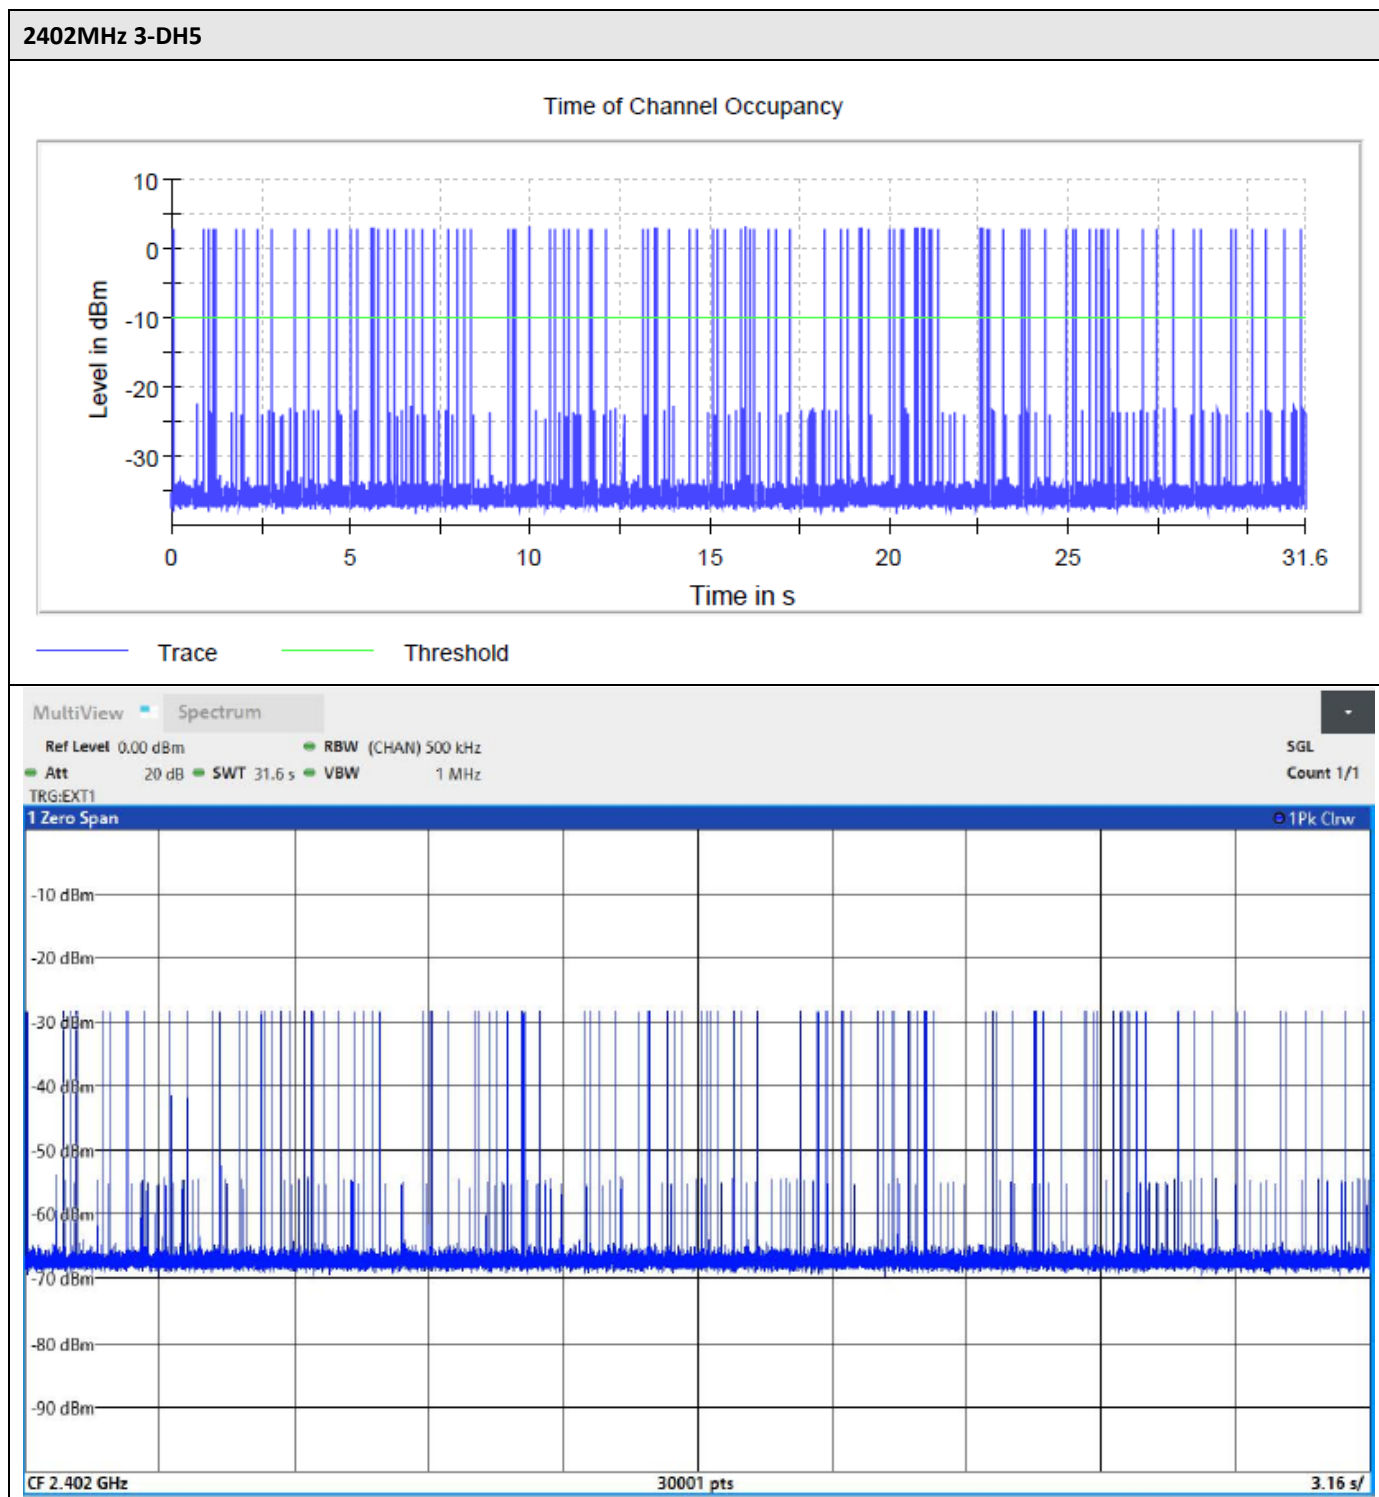 2402MHz 3-DH5
Time of Channel Occupancy
10
0
-10
-20
-30
Level in dBm
0 5 10 15 20 25 31.6
Time in s
Trace Threshold
MultiView Spectrum
Ref Level 0.00 dBm RBW (CHAN) 500 kHz SGL
Att 20 dB SWT 31.6 s VBW 1 MHz Count 1/1
TRG:EXT1
1 Zero Span 1Pk Clrw
-10 dBm
-20 dBm
-30 dBm
-40 dBm
-50 dBm
-60 dBm
-70 dBm
-80 dBm
-90 dBm
CF 2.402 GHz 30001 pts 3.16 s/